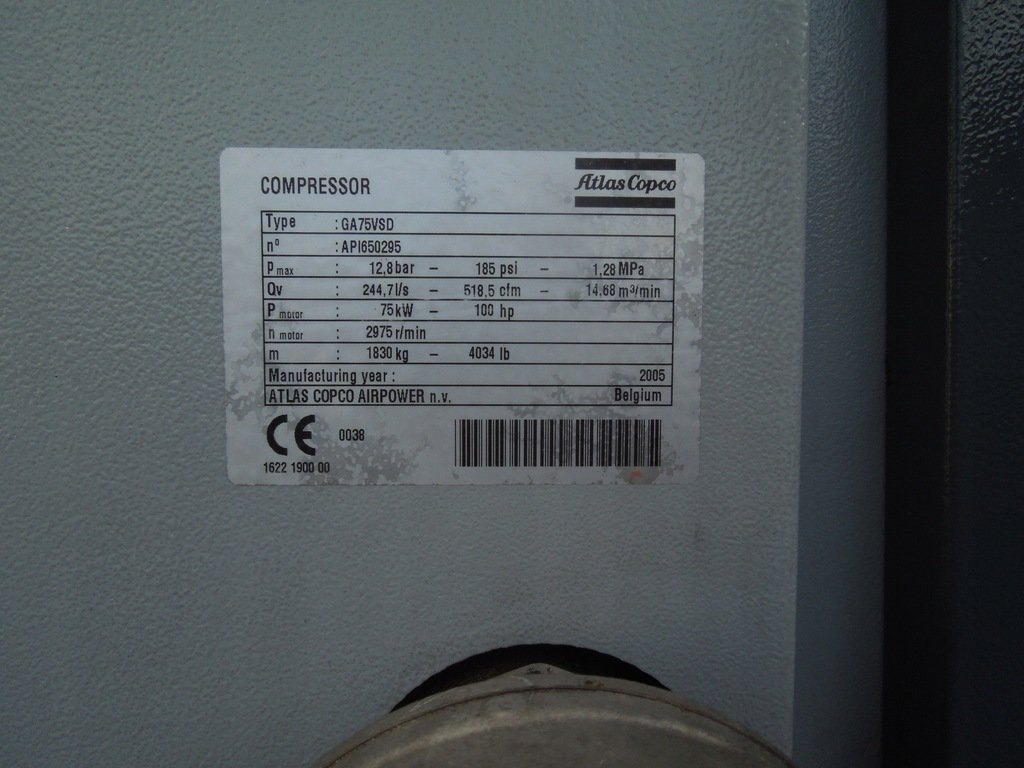 COMPRESSOR
Atlas Copco
Type : GA75VSD
nº : API650295
p max : 12,8 bar – 185 psi – 1,28 MPa
Qv : 244,7 l/s – 518,5 cfm – 14.68 m³/min
P motor : 75 kW – 100 hp
n motor : 2975 r/min
m : 1830 kg – 4034 lb
Manufacturing year : 2005
ATLAS COPCO AIRPOWER n.v. Belgium
CE 0038
1622 1900 00